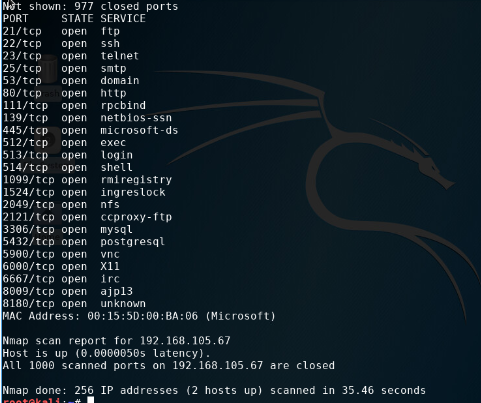 Not shown: 977 closed ports
PORT     STATE SERVICE
21/tcp   open  ftp
22/tcp   open  ssh
23/tcp   open  telnet
25/tcp   open  smtp
53/tcp   open  domain
80/tcp   open  http
111/tcp  open  rpcbind
139/tcp  open  netbios-ssn
445/tcp  open  microsoft-ds
512/tcp  open  exec
513/tcp  open  login
514/tcp  open  shell
1099/tcp open  rmiregistry
1524/tcp open  ingreslock
2049/tcp open  nfs
2121/tcp open  ccproxy-ftp
3306/tcp open  mysql
5432/tcp open  postgresql
5900/tcp open  vnc
6000/tcp open  X11
6667/tcp open  irc
8009/tcp open  ajp13
8180/tcp open  unknown
MAC Address: 00:15:5D:00:BA:06 (Microsoft)
Nmap scan report for 192.168.105.67
Host is up (0.0000050s latency).
All 1000 scanned ports on 192.168.105.67 are closed
Nmap done: 256 IP addresses (2 hosts up) scanned in 35.46 seconds
root@kali:~#